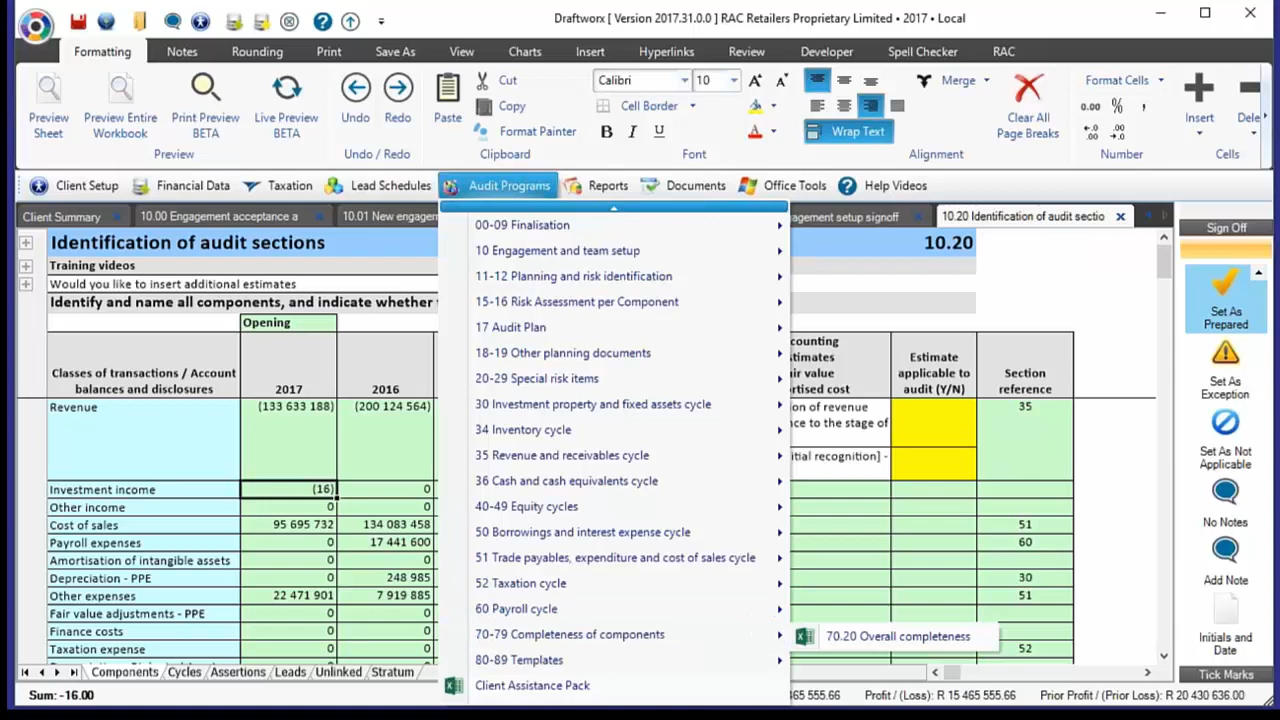 Draftworx [ Version 2017.31.0.0 ] RAC Retailers Proprietary Limited • 2017 • Local
Formatting Notes Rounding Print Save As View Charts Insert Hyperlinks Review Developer Spell Checker RAC
Preview Sheet
Preview Entire Workbook
Print Preview BETA
Live Preview BETA
Preview
Undo
Redo
Undo / Redo
Paste
Cut
Copy
Format Painter
Clipboard
Calibri 10
Cell Border
B I U
Font
Merge
Wrap Text
Clear All Page Breaks
Alignment
Format Cells
0.00 % ,
Number
Insert
Dele
Cells
Client Setup Financial Data Taxation Lead Schedules Audit Programs Reports Documents Office Tools Help Videos
Client Summary
10.00 Engagement acceptance a
10.01 New engagem
agement setup signoff
10.20 Identification of audit sectio
Identification of audit sections 10.20
Training videos
Would you like to insert additional estimates
Identify and name all components, and indicate whether
Opening
Classes of transactions / Account balances and disclosures
2017
2016
counting
stimates
ir value
rtised cost
Estimate applicable to audit (Y/N)
Section reference
Revenue (133 633 188) (200 124 564) 35
ion of revenue
nce to the stage of
itial recognition] -
Investment income (16) 0
Other income 0 0
Cost of sales 95 695 732 134 083 458 51
Payroll expenses 0 17 441 600 60
Amortisation of intangible assets 0 0
Depreciation - PPE 0 248 985 30
Other expenses 22 471 901 7 919 885 51
Fair value adjustments - PPE 0 0
Finance costs 0 0
Taxation expense 0 0 52
00-09 Finalisation
10 Engagement and team setup
11-12 Planning and risk identification
15-16 Risk Assessment per Component
17 Audit Plan
18-19 Other planning documents
20-29 Special risk items
30 Investment property and fixed assets cycle
34 Inventory cycle
35 Revenue and receivables cycle
36 Cash and cash equivalents cycle
40-49 Equity cycles
50 Borrowings and interest expense cycle
51 Trade payables, expenditure and cost of sales cycle
52 Taxation cycle
60 Payroll cycle
70-79 Completeness of components
70.20 Overall completeness
80-89 Templates
Client Assistance Pack
Sign Off
Set As Prepared
Set As Exception
Set As Not Applicable
No Notes
Add Note
Initials and Date
Tick Marks
Components Cycles Assertions Leads Unlinked Stratum
Sum: -16.00
465 555.66 Profit / (Loss): R 15 465 555.66 Prior Profit / (Prior Loss): R 20 430 636.00